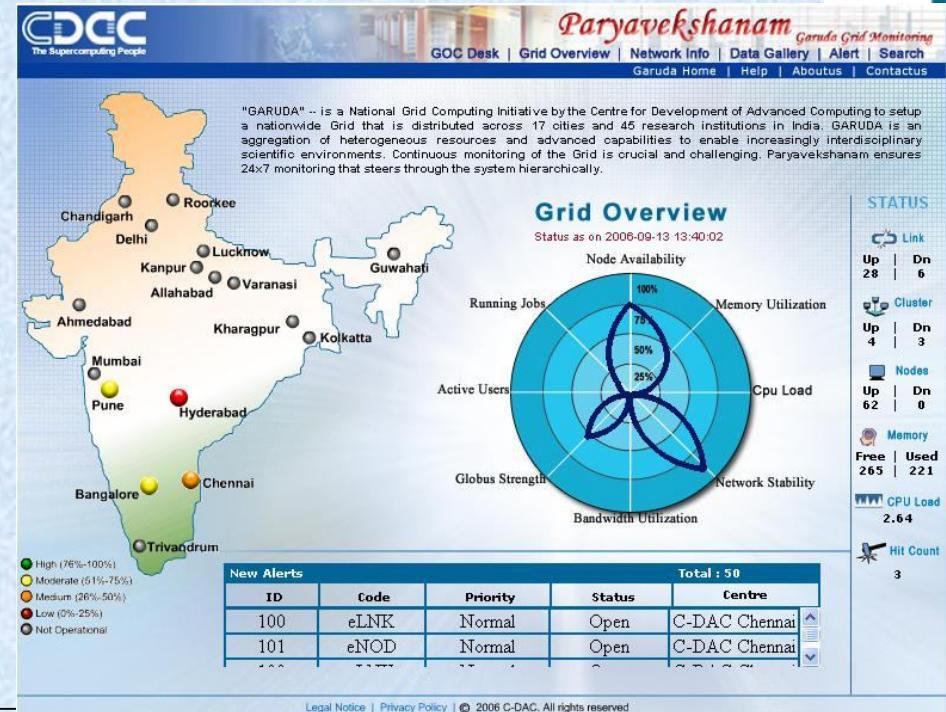 CDAC
The Supercomputing People
Paryavekshanam Garuda Grid Monitoring
GOC Desk | Grid Overview | Network Info | Data Gallery | Alert | Search
Garuda Home | Help | Aboutus | Contactus
"GARUDA" -- is a National Grid Computing Initiative by the Centre for Development of Advanced Computing to setup
a nationwide Grid that is distributed across 17 cities and 45 research institutions in India. GARUDA is an
aggregation of heterogeneous resources and advanced capabilities to enable increasingly interdisciplinary
scientific environments. Continuous monitoring of the Grid is crucial and challenging. Paryavekshanam ensures
24x7 monitoring that steers through the system hierarchically.
Chandigarh
Roorkee
Delhi
Lucknow
Kanpur
Allahabad
Varanasi
Guwahati
Ahmedabad
Kharagpur
Kolkatta
Mumbai
Pune
Hyderabad
Bangalore
Chennai
Trivandrum
High (76%-100%)
Moderate (51%-75%)
Medium (26%-50%)
Low (0%-25%)
Not Operational
Grid Overview
Status as on 2006-09-13 13:40:02
Node Availability
Running Jobs
Memory Utilization
100%
75%
50%
25%
Active Users
Cpu Load
Globus Strength
Network Stability
Bandwidth Utilization
STATUS
Link
Up | Dn
28 | 6
Cluster
Up | Dn
4 | 3
Nodes
Up | Dn
62 | 0
Memory
Free | Used
265 | 221
CPU Load
2.64
Hit Count
3
New Alerts Total : 50
ID Code Priority Status Centre
100 eLNK Normal Open C-DAC Chennai
101 eNOD Normal Open C-DAC Chennai
Legal Notice | Privacy Policy | © 2006 C-DAC. All rights reserved